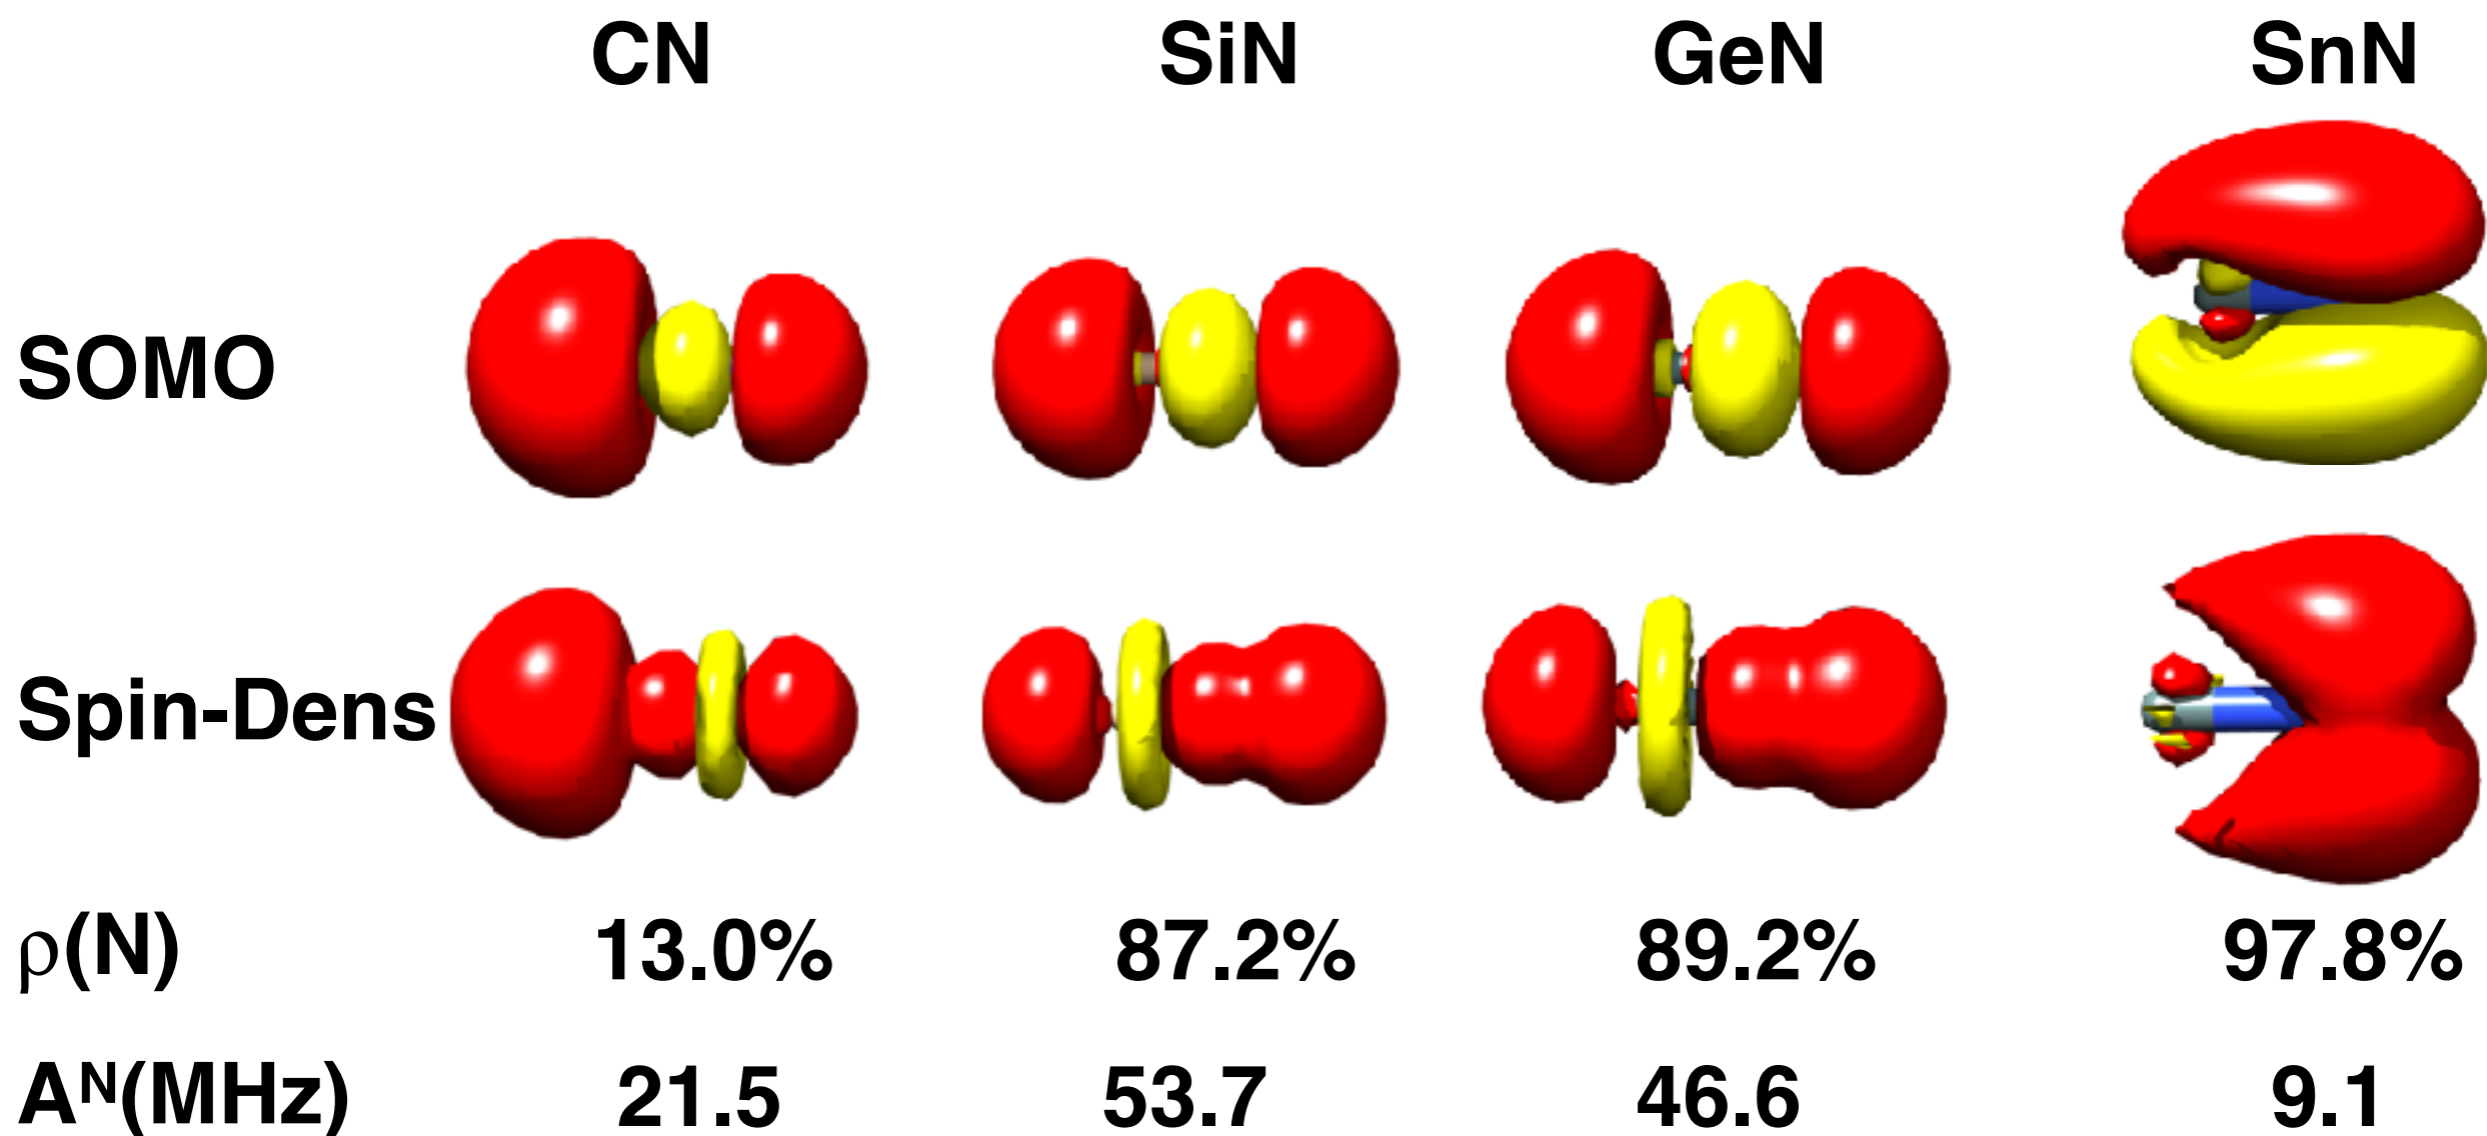 CN SiN GeN SnN
SOMO
Spin-Dens
ρ(N) 13.0% 87.2% 89.2% 97.8%
Aᴺ(MHz) 21.5 53.7 46.6 9.1